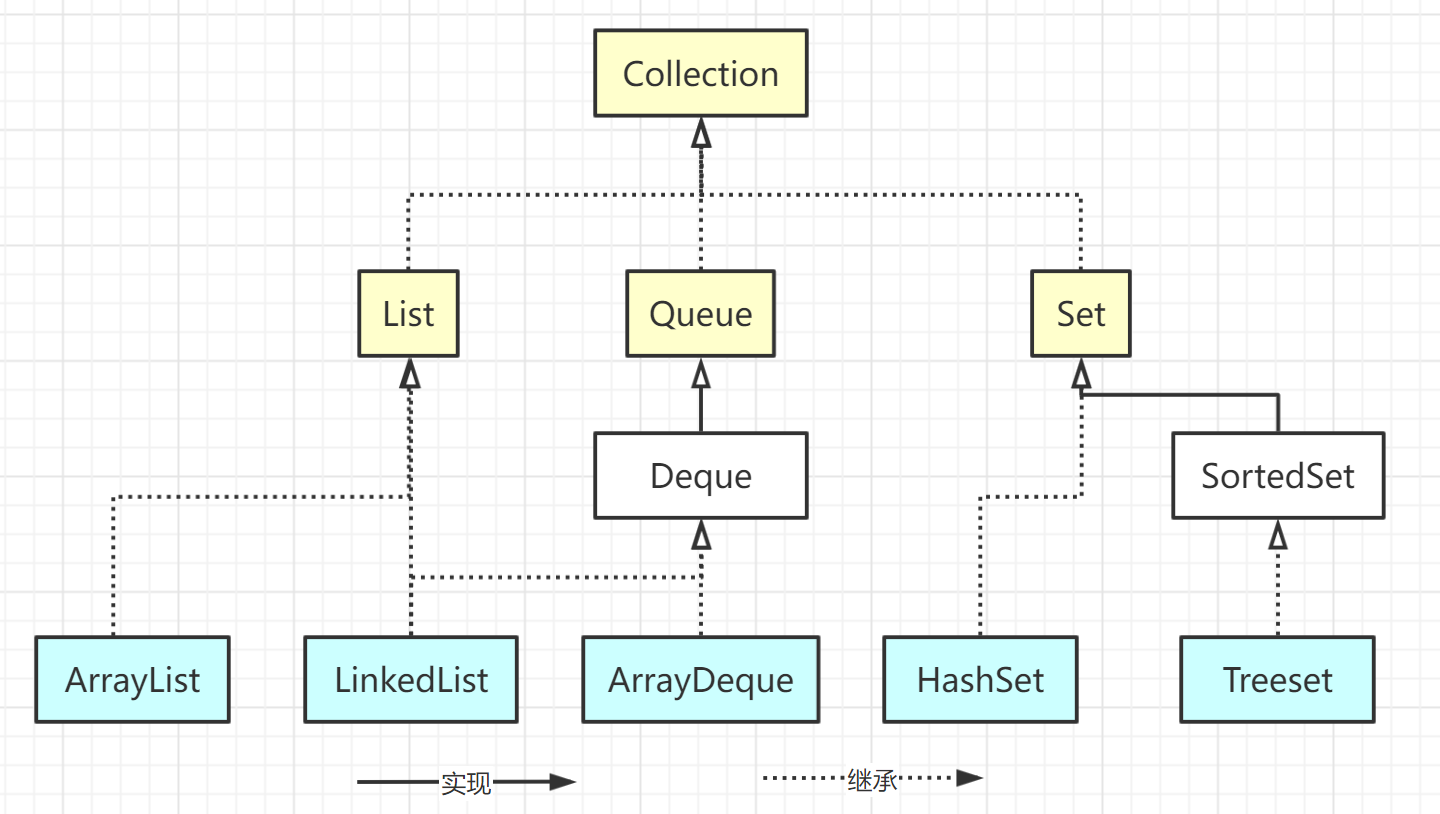 Collection
List
Queue
Set
Deque
SortedSet
ArrayList
LinkedList
ArrayDeque
HashSet
Treeset
实现
继承